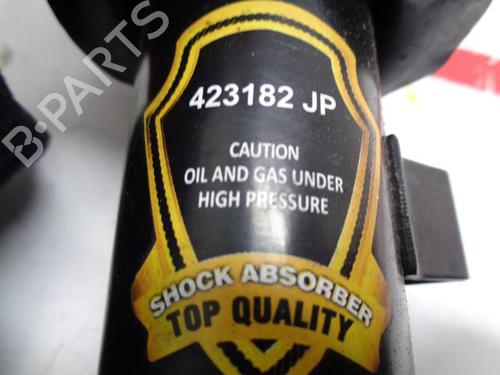 B-PARTS
423182 JP
CAUTION
OIL AND GAS UNDER
HIGH PRESSURE
SHOCK ABSORBER
TOP QUALITY